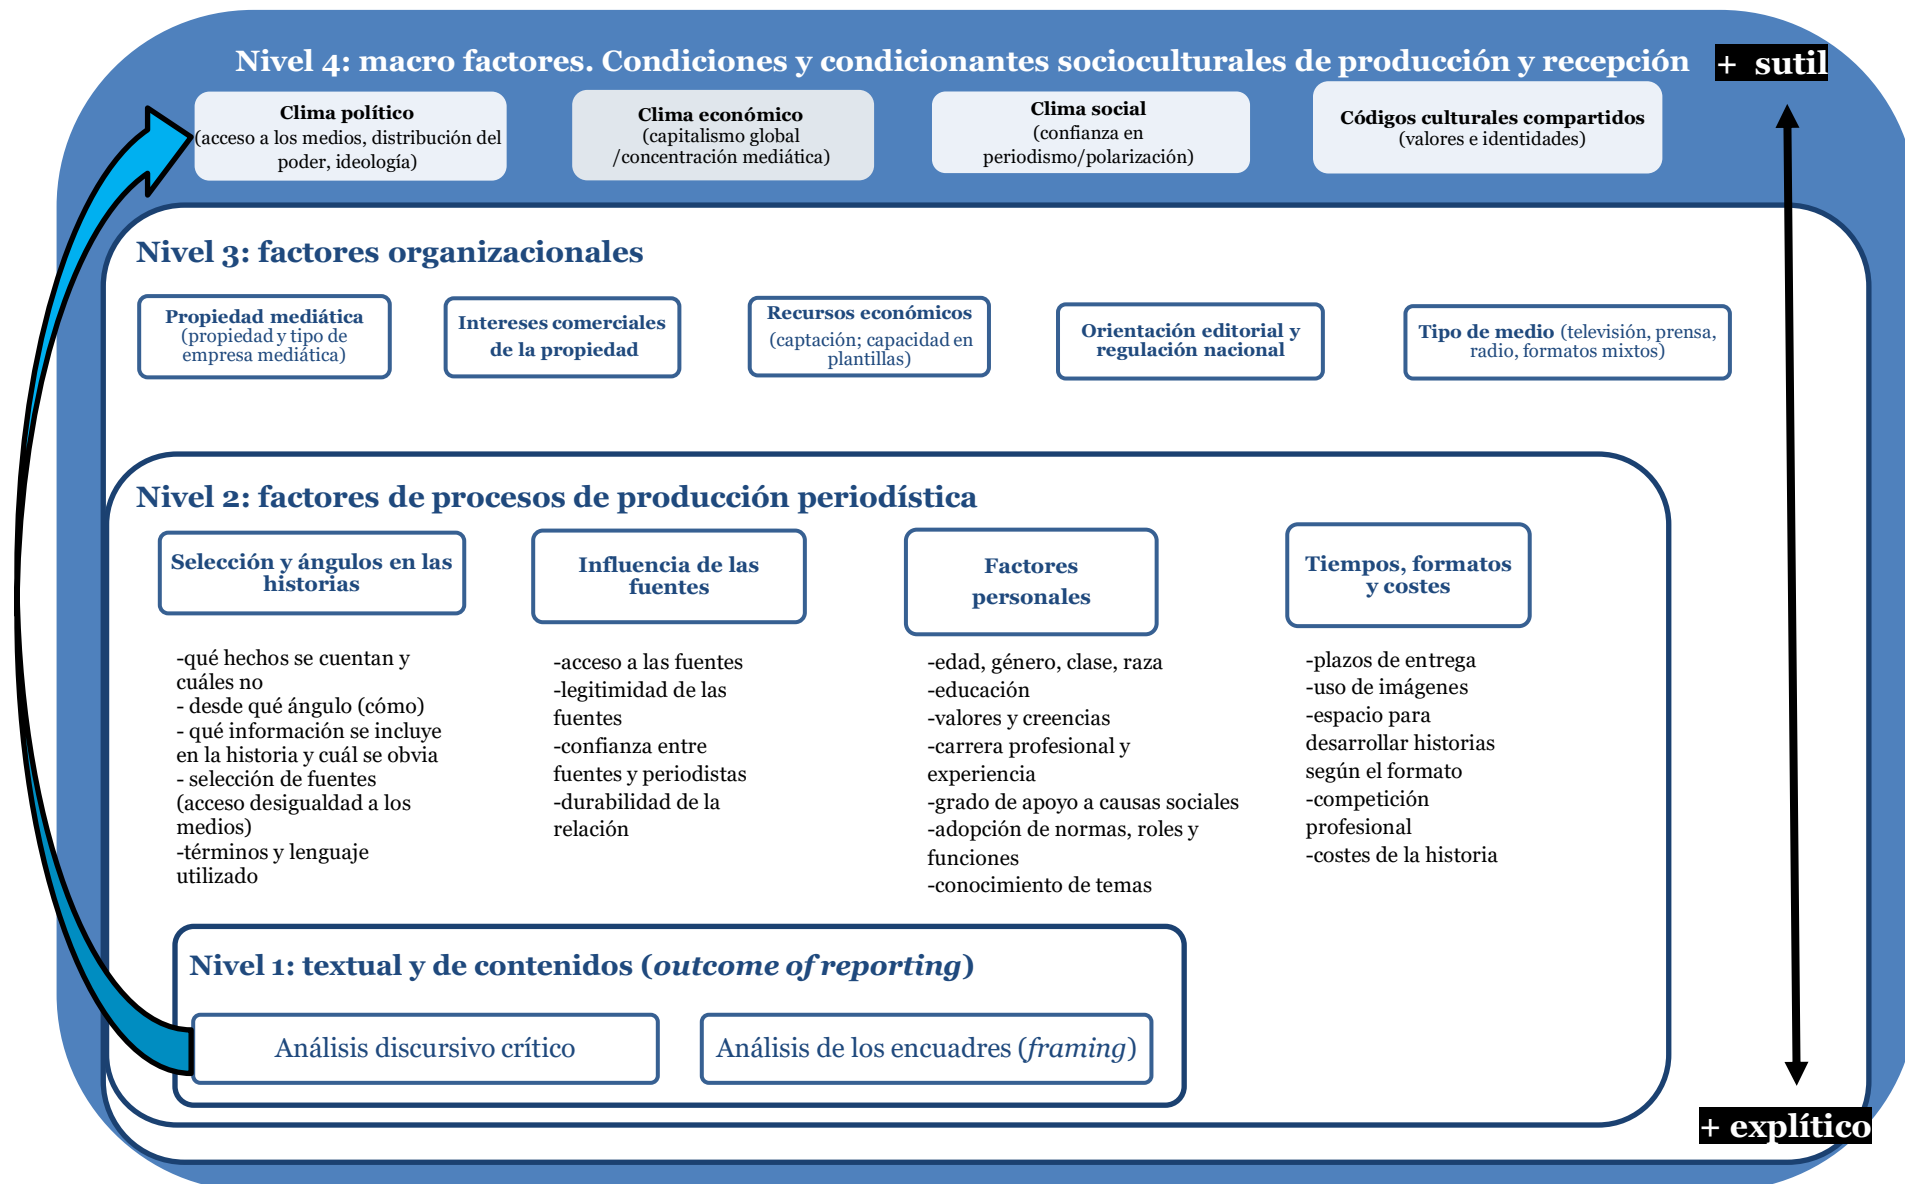 Nivel 4: macro factores. Condiciones y condicionantes socioculturales de producción y recepción
+ sutil
Clima político
(acceso a los medios, distribución del
poder, ideología)
Clima económico
(capitalismo global
/concentración mediática)
Clima social
(confianza en
periodismo/polarización)
Códigos culturales compartidos
(valores e identidades)
Nivel 3: factores organizacionales
Propiedad mediática
(propiedad y tipo de
empresa mediática)
Intereses comerciales
de la propiedad
Recursos económicos
(captación; capacidad en
plantillas)
Orientación editorial y
regulación nacional
Tipo de medio (televisión, prensa,
radio, formatos mixtos)
Nivel 2: factores de procesos de producción periodística
Selección y ángulos en las
historias
-qué hechos se cuentan y
cuáles no
- desde qué ángulo (cómo)
- qué información se incluye
en la historia y cuál se obvia
- selección de fuentes
(acceso desigualdad a los
medios)
-términos y lenguaje
utilizado
Influencia de las
fuentes
-acceso a las fuentes
-legitimidad de las
fuentes
-confianza entre
fuentes y periodistas
-durabilidad de la
relación
Factores
personales
-edad, género, clase, raza
-educación
-valores y creencias
-carrera profesional y
experiencia
-grado de apoyo a causas sociales
-adopción de normas, roles y
funciones
-conocimiento de temas
Tiempos, formatos
y costes
-plazos de entrega
-uso de imágenes
-espacio para
desarrollar historias
según el formato
-competición
profesional
-costes de la historia
Nivel 1: textual y de contenidos (outcome of reporting)
Análisis discursivo crítico
Análisis de los encuadres (framing)
+ explítico